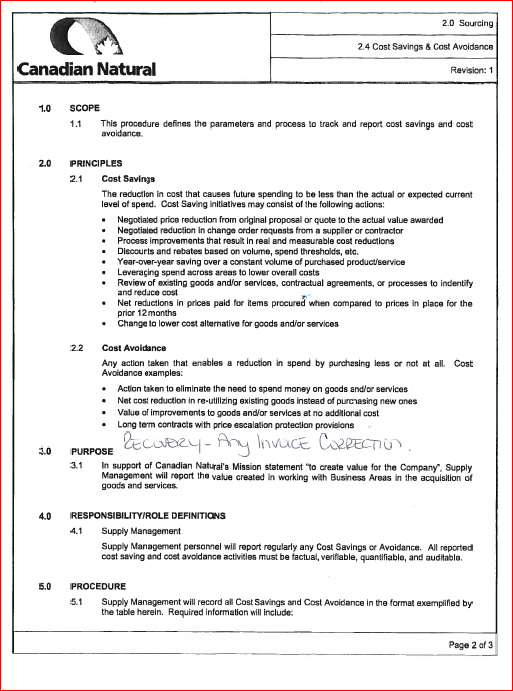 2.0 Sourcing
2.4 Cost Savings & Cost Avoidance
Canadian Natural
Revision: 1
1.0 SCOPE
1.1 This procedure defines the parameters and process to track and report cost savings and cost
avoidance.
2.0 PRINCIPLES
2.1 Cost Savings
The reduction in cost that causes future spending to be less than the actual or expected current
level of spend. Cost Saving initiatives may consist of the following actions:
• Negotiated price reduction from original proposal or quote to the actual value awarded
• Negotiated reduction in change order requests from a supplier or contractor
• Process improvements that result in real and measurable cost reductions
• Discounts and rebates based on volume, spend thresholds, etc.
• Year-over-year saving over a constant volume of purchased product/service
• Leveraging spend across areas to lower overall costs
• Review of existing goods and/or services, contractual agreements, or processes to indentify
and reduce cost
• Net reductions in prices paid for items procured when compared to prices in place for the
prior 12 months
• Change to lower cost alternative for goods and/or services
2.2 Cost Avoidance
Any action taken that enables a reduction in spend by purchasing less or not at all. Cost
Avoidance examples:
• Action taken to eliminate the need to spend money on goods and/or services
• Net cost reduction in re-utilizing existing goods instead of purchasing new ones
• Value of improvements to goods and/or services at no additional cost
• Long term contracts with price escalation protection provisions
RECOVERY - Any INVOICE CORRECTION.
3.0 PURPOSE
3.1 In support of Canadian Natural's Mission statement "to create value for the Company", Supply
Management will report the value created in working with Business Areas in the acquisition of
goods and services.
4.0 RESPONSIBILITY/ROLE DEFINITIONS
4.1 Supply Management
Supply Management personnel will report regularly any Cost Savings or Avoidance. All reported
cost saving and cost avoidance activities must be factual, verifiable, quantifiable, and auditable.
5.0 PROCEDURE
5.1 Supply Management will record all Cost Savings and Cost Avoidance in the format exemplified by
the table herein. Required information will include:
Page 2 of 3